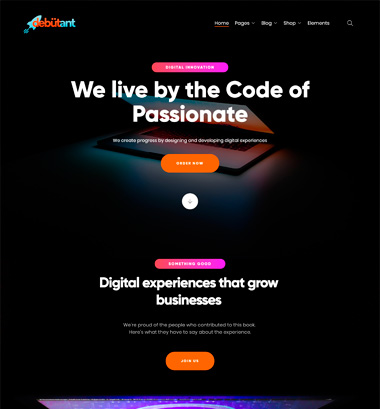 debütant
Home Pages Blog Shop Elements
DIGITAL INNOVATION
We live by the Code of
Passionate
We create progress by designing and developing digital experiences
ORDER NOW
SOMETHING GOOD
Digital experiences that grow
businesses
We're proud of the people who contributed to this book.
Here's what they have to say about the experience
JOIN US